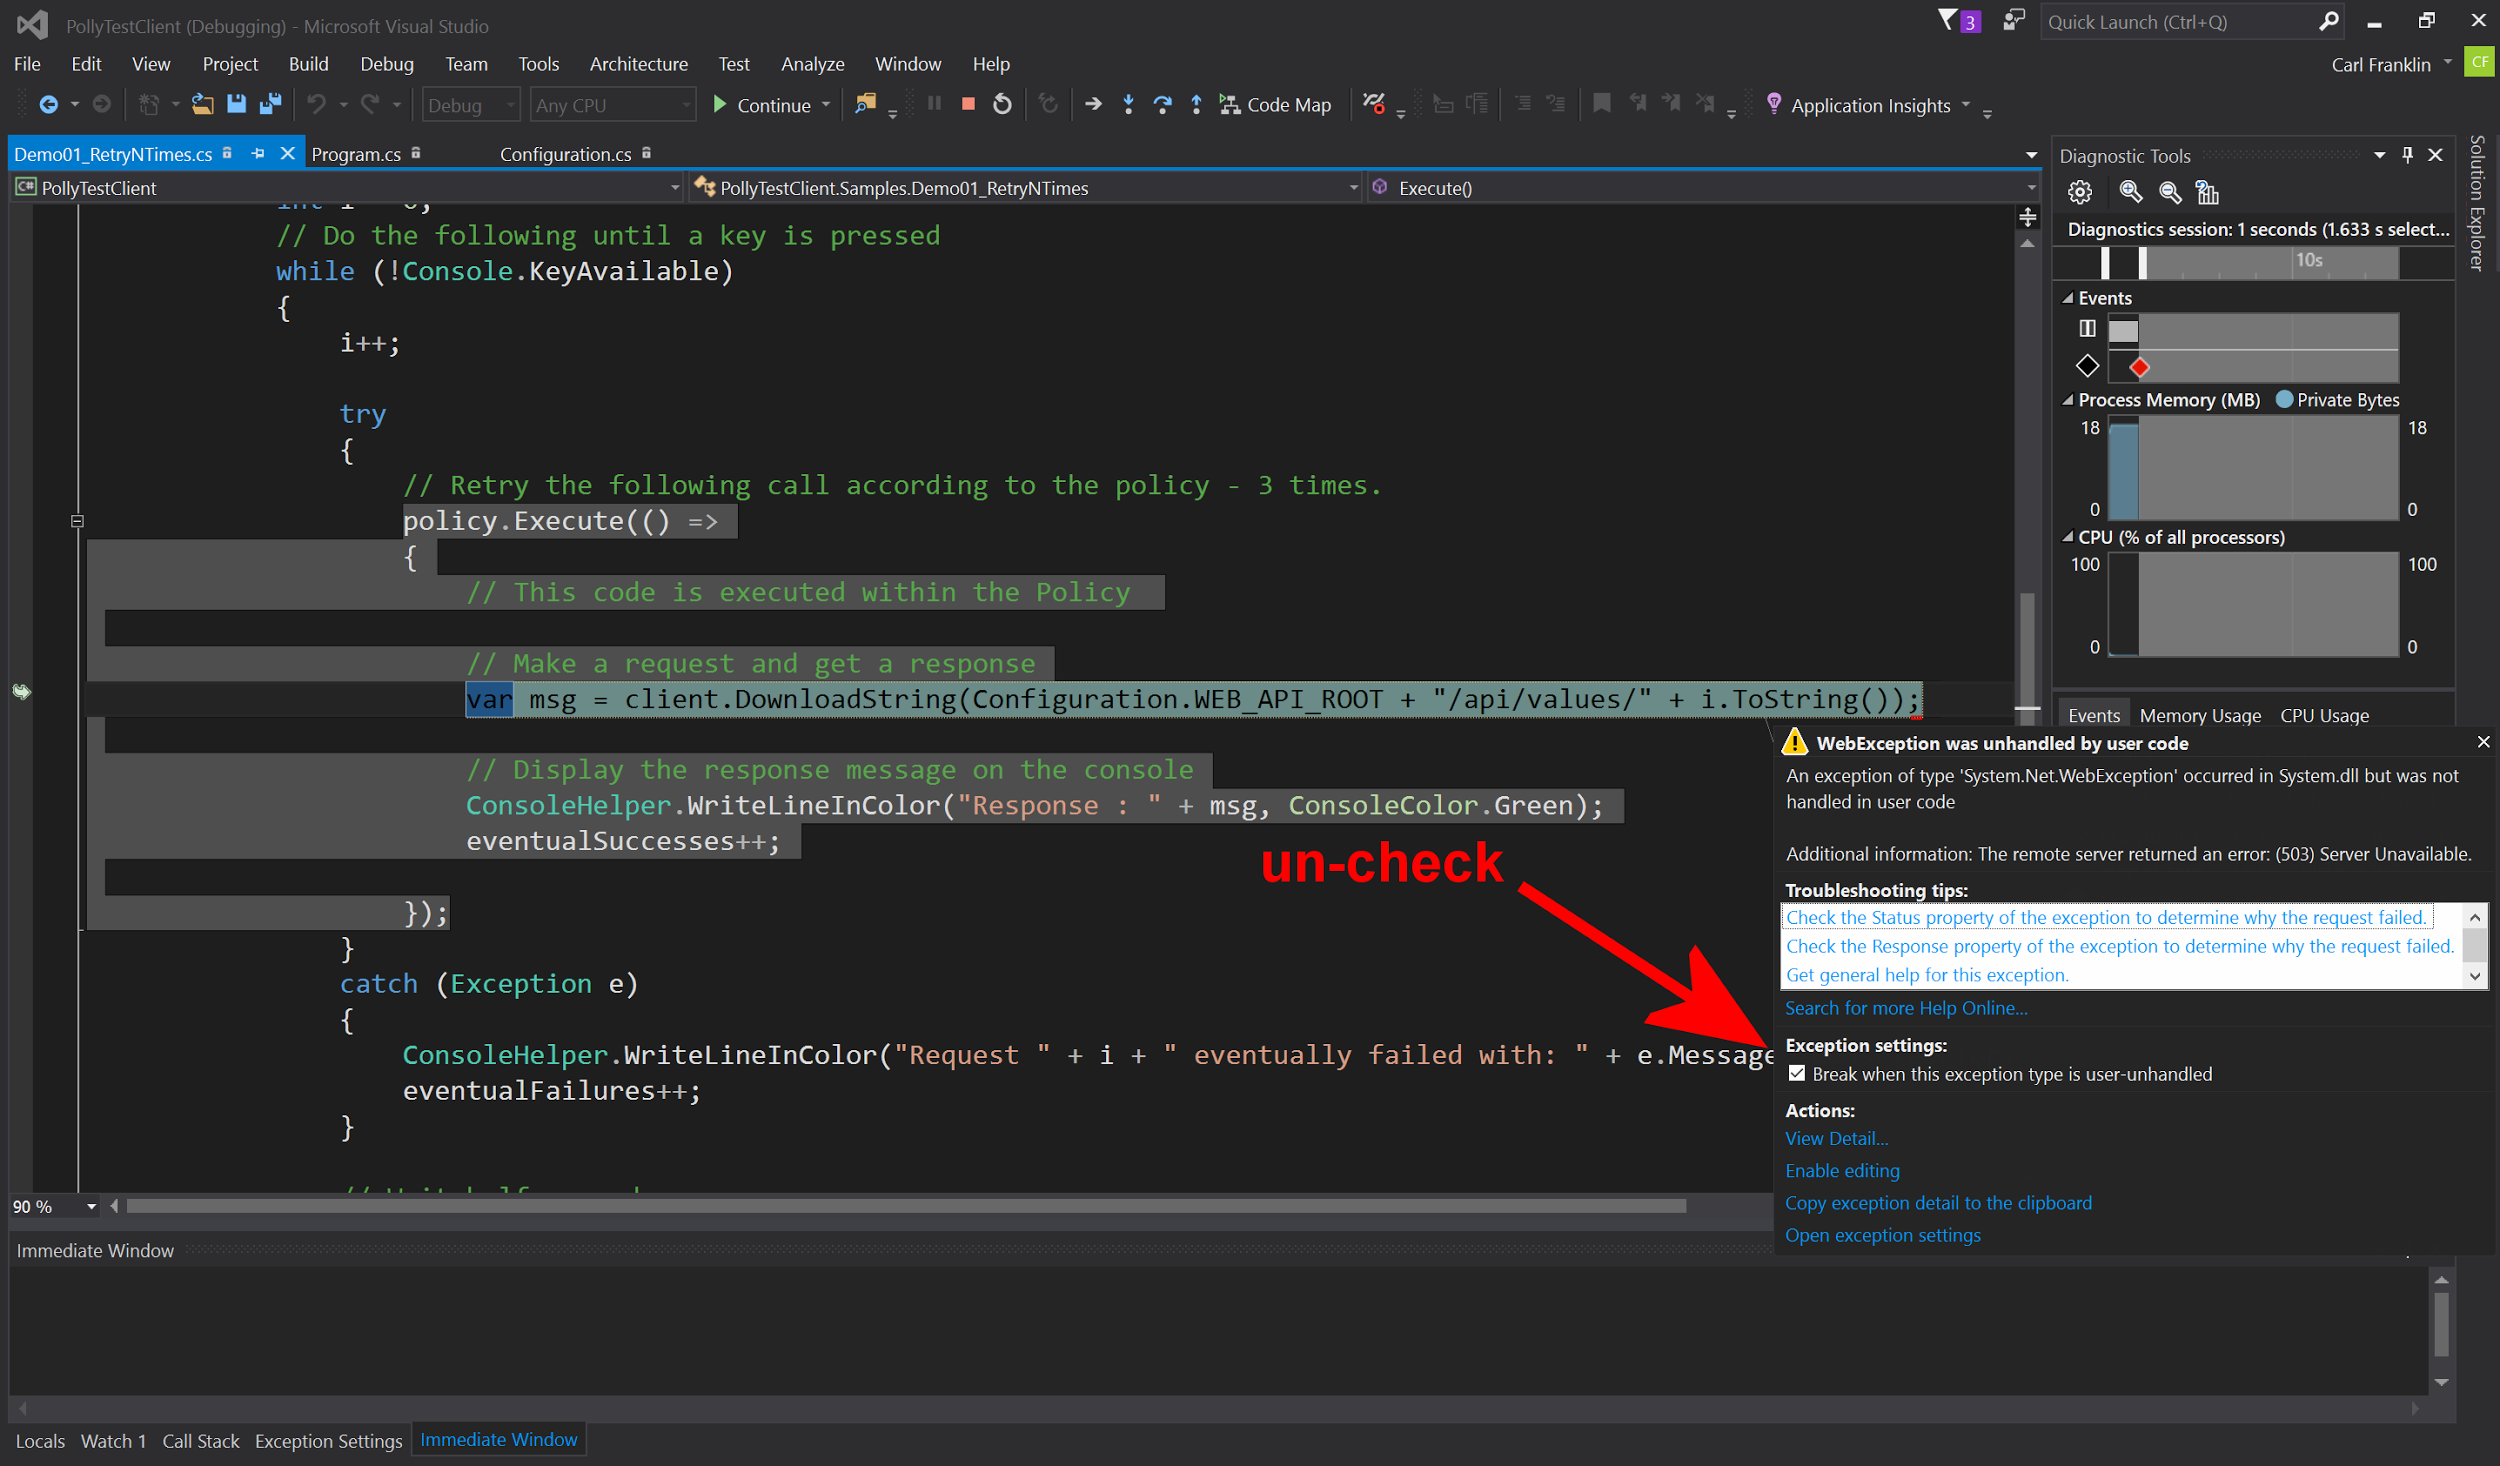 PollyTestClient (Debugging) - Microsoft Visual Studio
3
Quick Launch (Ctrl+Q)
File Edit View Project Build Debug Team Tools Architecture Test Analyze Window Help
Carl Franklin
CF
Debug Any CPU Continue Code Map Application Insights
Demo01_RetryNTimes.cs Program.cs Configuration.cs
C# PollyTestClient PollyTestClient.Samples.Demo01_RetryNTimes Execute()
// Do the following until a key is pressed
while (!Console.KeyAvailable)
{
i++;
try
{
// Retry the following call according to the policy - 3 times.
policy.Execute(() =>
{
// This code is executed within the Policy
// Make a request and get a response
var msg = client.DownloadString(Configuration.WEB_API_ROOT + "/api/values/" + i.ToString());
// Display the response message on the console
ConsoleHelper.WriteLineInColor("Response : " + msg, ConsoleColor.Green);
eventualSuccesses++;
});
}
catch (Exception e)
{
ConsoleHelper.WriteLineInColor("Request " + i + " eventually failed with: " + e.Message
eventualFailures++;
}
90 %
un-check
Diagnostic Tools
Diagnostics session: 1 seconds (1.633 s select...
10s
Events
Process Memory (MB) Private Bytes
18 18
0 0
CPU (% of all processors)
100 100
0 0
Events Memory Usage CPU Usage
Solution Explorer
WebException was unhandled by user code
An exception of type 'System.Net.WebException' occurred in System.dll but was not
handled in user code
Additional information: The remote server returned an error: (503) Server Unavailable.
Troubleshooting tips:
Check the Status property of the exception to determine why the request failed.
Check the Response property of the exception to determine why the request failed.
Get general help for this exception.
Search for more Help Online...
Exception settings:
Break when this exception type is user-unhandled
Actions:
View Detail...
Enable editing
Copy exception detail to the clipboard
Open exception settings
Immediate Window
Locals Watch 1 Call Stack Exception Settings Immediate Window